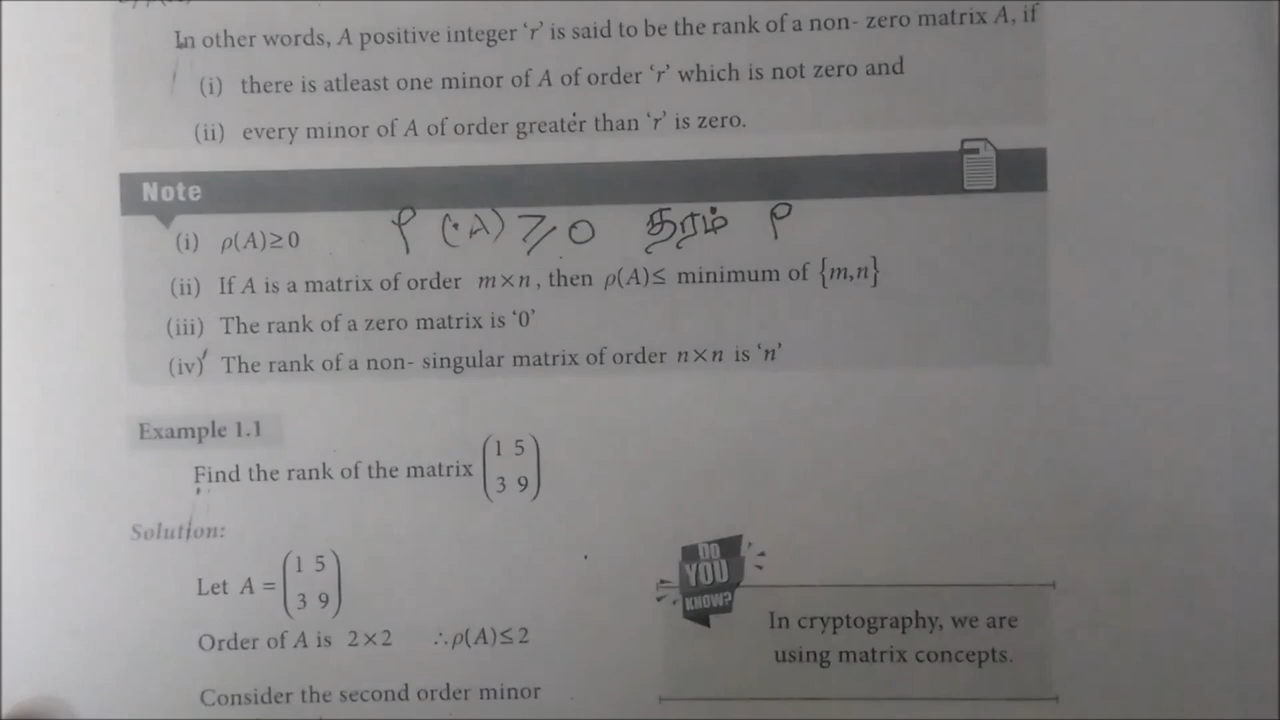 In other words, A positive integer ‘r’ is said to be the rank of a non- zero matrix A, if
(i) there is atleast one minor of A of order ‘r’ which is not zero and
(ii) every minor of A of order greater than ‘r’ is zero.
Note
(i) ρ(A)≥0 ρ (A) ≥ 0 தரம் ρ
(ii) If A is a matrix of order m×n, then ρ(A)≤ minimum of {m,n}
(iii) The rank of a zero matrix is ‘0’
(iv) The rank of a non- singular matrix of order n×n is ‘n’
Example 1.1
Find the rank of the matrix (1 5
3 9)
Solution:
Let A = (1 5
3 9)
Order of A is 2×2 ∴ρ(A)≤2
Consider the second order minor
DO
YOU
KNOW?
In cryptography, we are
using matrix concepts.